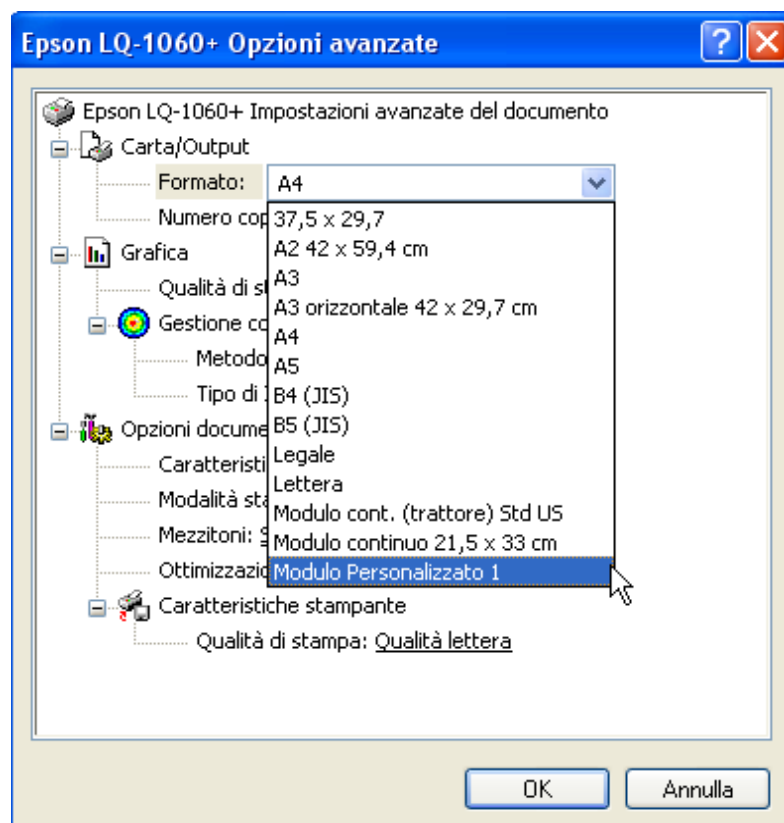 Epson LQ-1060+ Opzioni avanzate
Epson LQ-1060+ Impostazioni avanzate del documento
Carta/Output
Formato: A4
Numero cop
37,5 x 29,7
A2 42 x 59,4 cm
Grafica
A3
Qualità di s
A3 orizzontale 42 x 29,7 cm
Gestione co
A4
Metodo
A5
Tipo di
B4 (JIS)
Opzioni docume
B5 (JIS)
Caratteristi
Legale
Lettera
Modalità sta
Modulo cont. (trattore) Std US
Mezzitoni:
Modulo continuo 21,5 x 33 cm
Ottimizzazio
Modulo Personalizzato 1
Caratteristiche stampante
Qualità di stampa: Qualità lettera
OK
Annulla